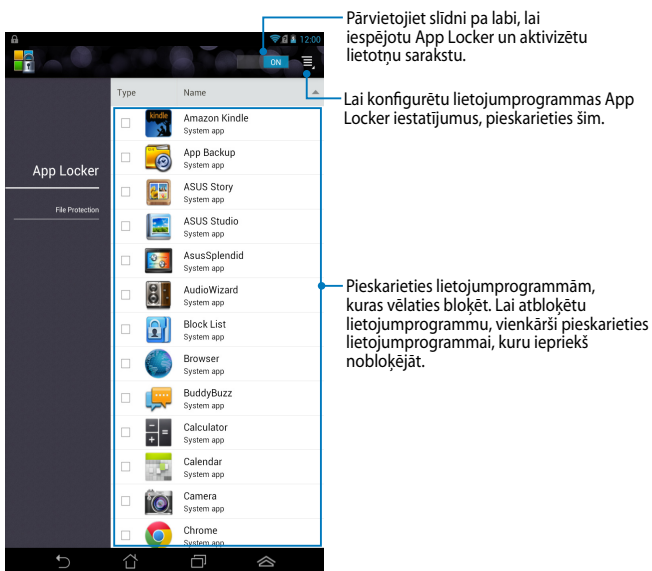 Pārvietojiet slīdni pa labi, lai
iespējotu App Locker un aktivizētu
lietotņu sarakstu.
12:00
ON
Lai konfigurētu lietojumprogrammas App
Locker iestatījumus, pieskarieties šim.
Type Name
App Locker
File Protection
kindle
Amazon Kindle
System app
App Backup
System app
ASUS Story
System app
ASUS Studio
System app
AsusSplendid
System app
AudioWizard
System app
Block List
System app
Browser
System app
BuddyBuzz
System app
Calculator
System app
Calendar
System app
Camera
System app
Chrome
System app
Pieskarieties lietojumprogrammām,
kuras vēlaties bloķēt. Lai atbloķētu
lietojumprogrammu, vienkārši pieskarieties
lietojumprogrammai, kuru iepriekš
nobloķējāt.